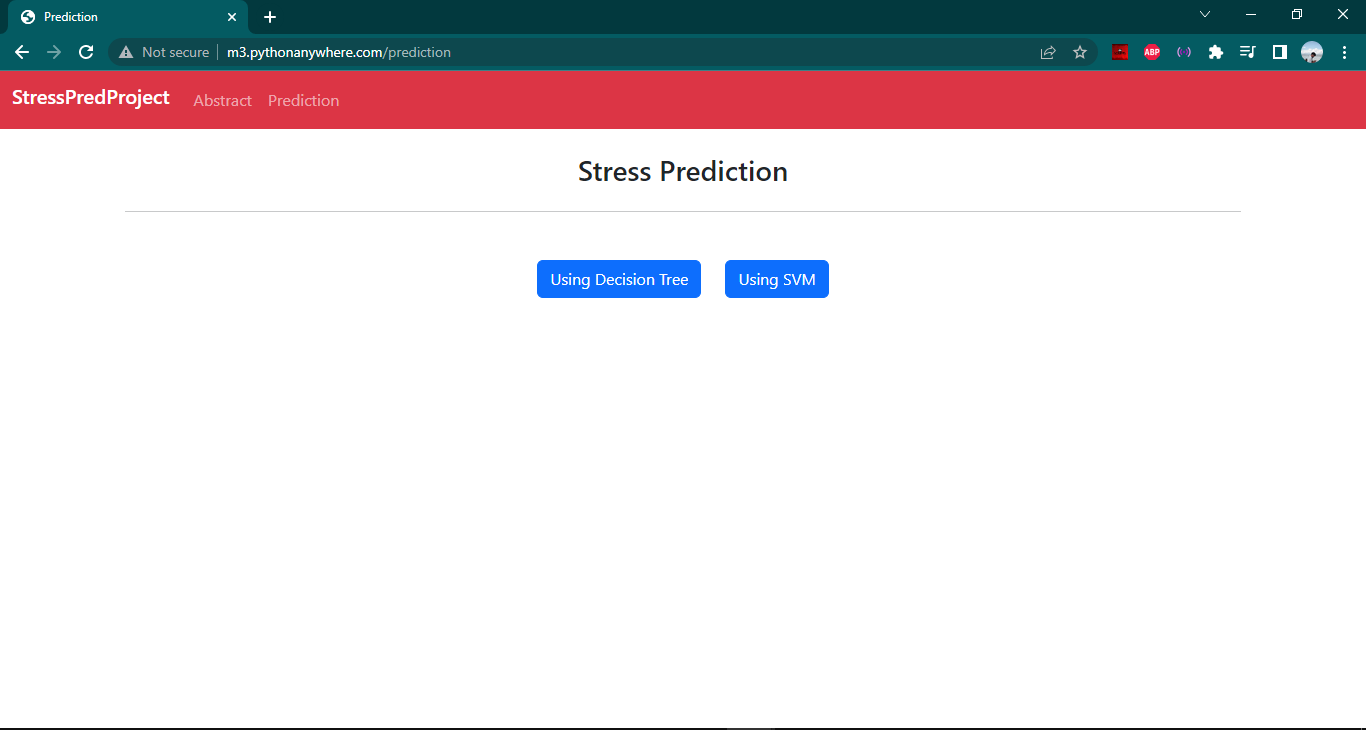 Prediction
Not secure m3.pythonanywhere.com/prediction
ABP
StressPredProject Abstract Prediction
Stress Prediction
Using Decision Tree Using SVM